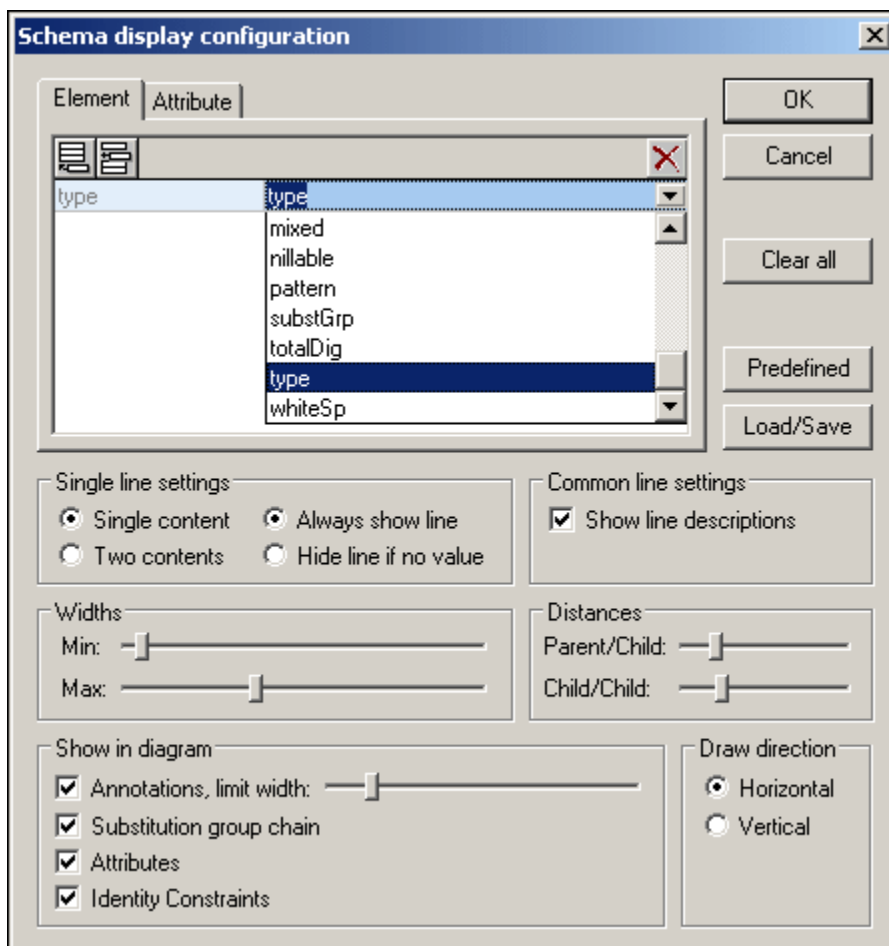 Schema display configuration
Element Attribute
OK
Cancel
type type
mixed
nillable
pattern
substGrp
totalDig
type
whiteSp
Clear all
Predefined
Load/Save
Single line settings
Single content Always show line
Two contents Hide line if no value
Common line settings
Show line descriptions
Widths
Min:
Max:
Distances
Parent/Child:
Child/Child:
Show in diagram
Annotations, limit width:
Substitution group chain
Attributes
Identity Constraints
Draw direction
Horizontal
Vertical